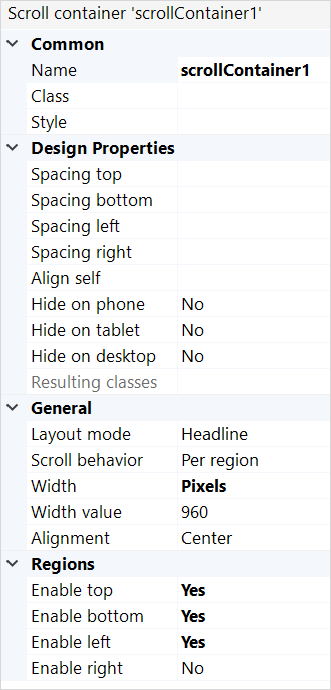 Scroll container 'scrollContainer1'
Common
Name scrollContainer1
Class
Style
Design Properties
Spacing top
Spacing bottom
Spacing left
Spacing right
Align self
Hide on phone No
Hide on tablet No
Hide on desktop No
Resulting classes
General
Layout mode Headline
Scroll behavior Per region
Width Pixels
Width value 960
Alignment Center
Regions
Enable top Yes
Enable bottom Yes
Enable left Yes
Enable right No